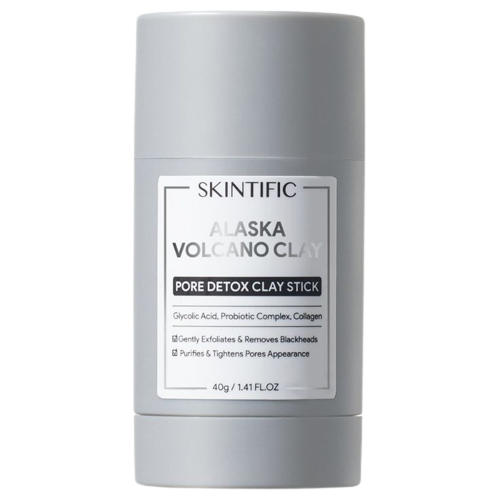 SKINTIFIC
ALASKA
VOLCANO CLAY
PORE DETOX CLAY STICK
Glycolic Acid, Probiotic Complex, Collagen
☑Gently Exfoliates & Removes Blackheads
☑ Purifies & Tightens Pores Appearance
40g / 1.41 FL.OZ